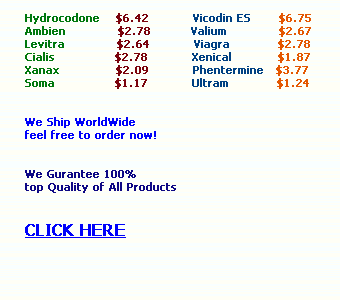 Hydrocodone $6.42 Vicodin ES $6.75
Ambien $2.78 Valium $2.67
Levitra $2.64 Viagra $2.78
Cialis $2.78 Xenical $1.87
Xanax $2.09 Phentermine $3.77
Soma $1.17 Ultram $1.24
We Ship WorldWide
feel free to order now!
We Gurantee 100%
top Quality of All Products
CLICK HERE